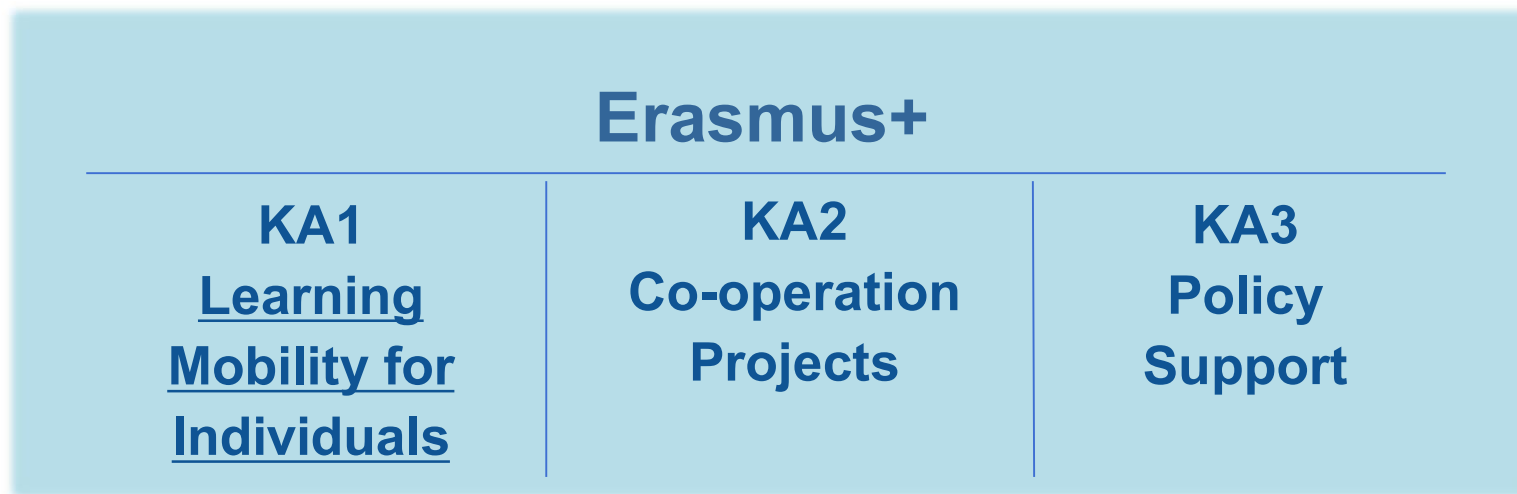 Erasmus+
KA1
Learning
Mobility for
Individuals
KA2
Co-operation
Projects
KA3
Policy
Support